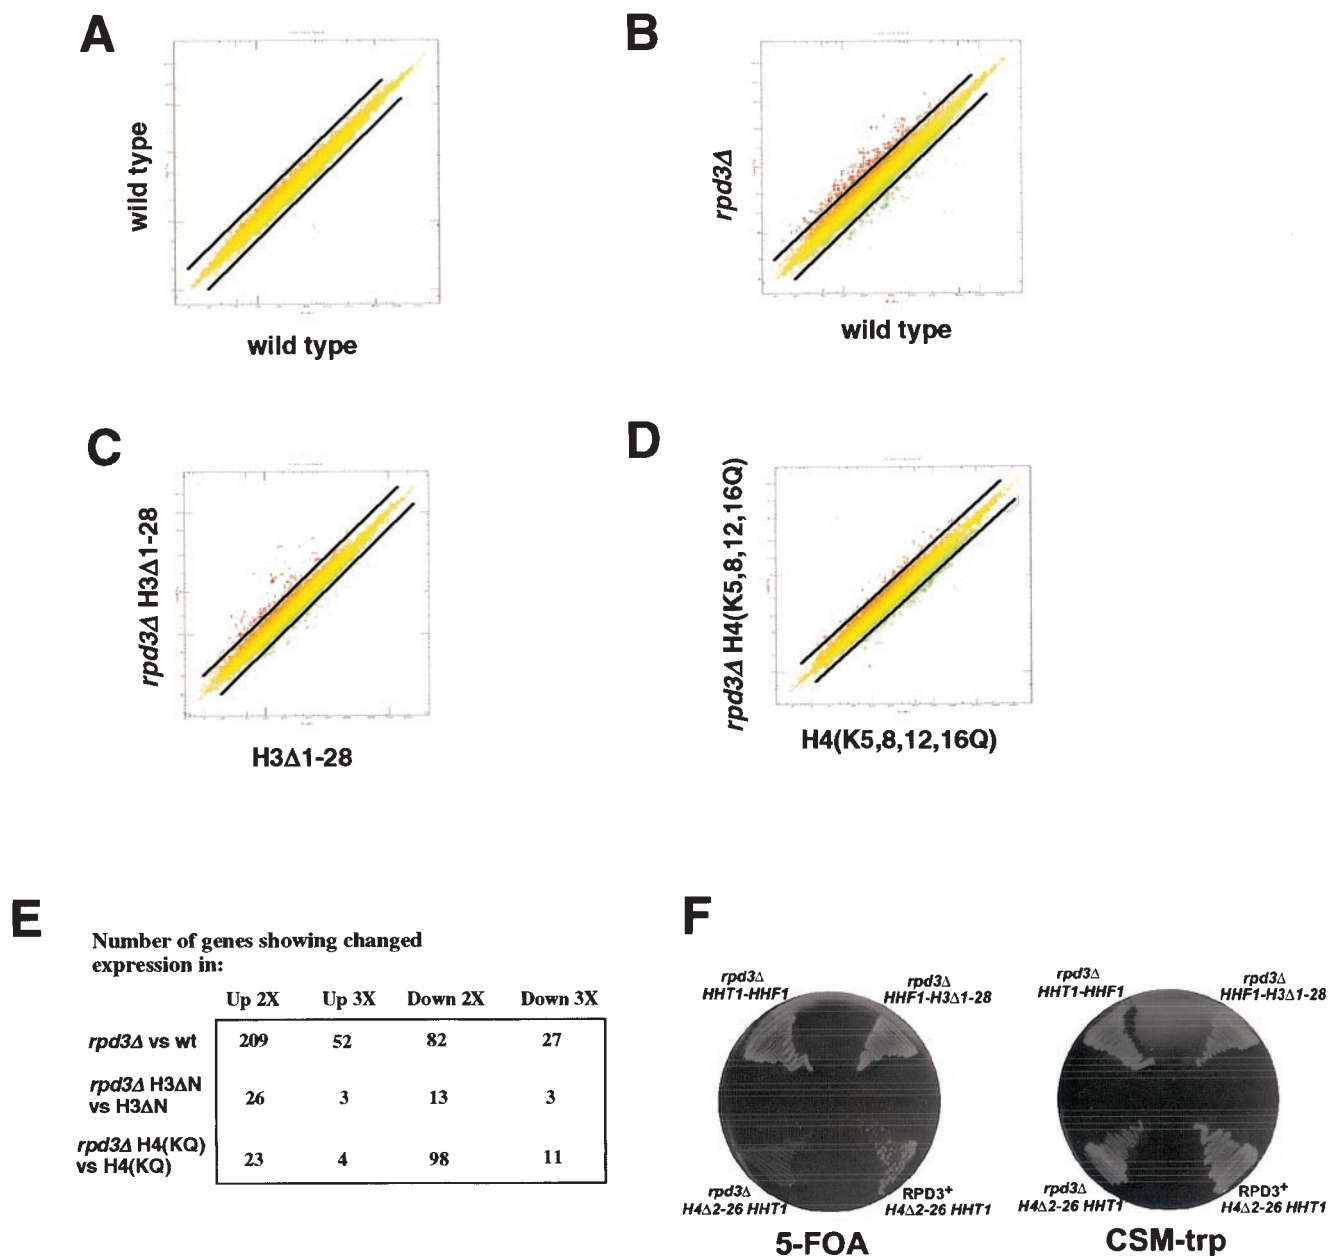 A
wild type
wild type
B
rpd3Δ
wild type
C
rpd3Δ H3Δ1-28
H3Δ1-28
D
rpd3Δ H4(K5,8,12,16Q)
H4(K5,8,12,16Q)
E
Number of genes showing changed
expression in:
Up 2X Up 3X Down 2X Down 3X
rpd3Δ vs wt 209 52 82 27
rpd3Δ H3ΔN
vs H3ΔN 26 3 13 3
rpd3Δ H4(KQ)
vs H4(KQ) 23 4 98 11
F
rpd3Δ
HHT1-HHF1
rpd3Δ
HHF1-H3Δ1-28
rpd3Δ
H4Δ2-26 HHT1
RPD3+
H4Δ2-26 HHT1
5-FOA
rpd3Δ
HHT1-HHF1
rpd3Δ
HHF1-H3Δ1-28
rpd3Δ
H4Δ2-26 HHT1
RPD3+
H4Δ2-26 HHT1
CSM-trp